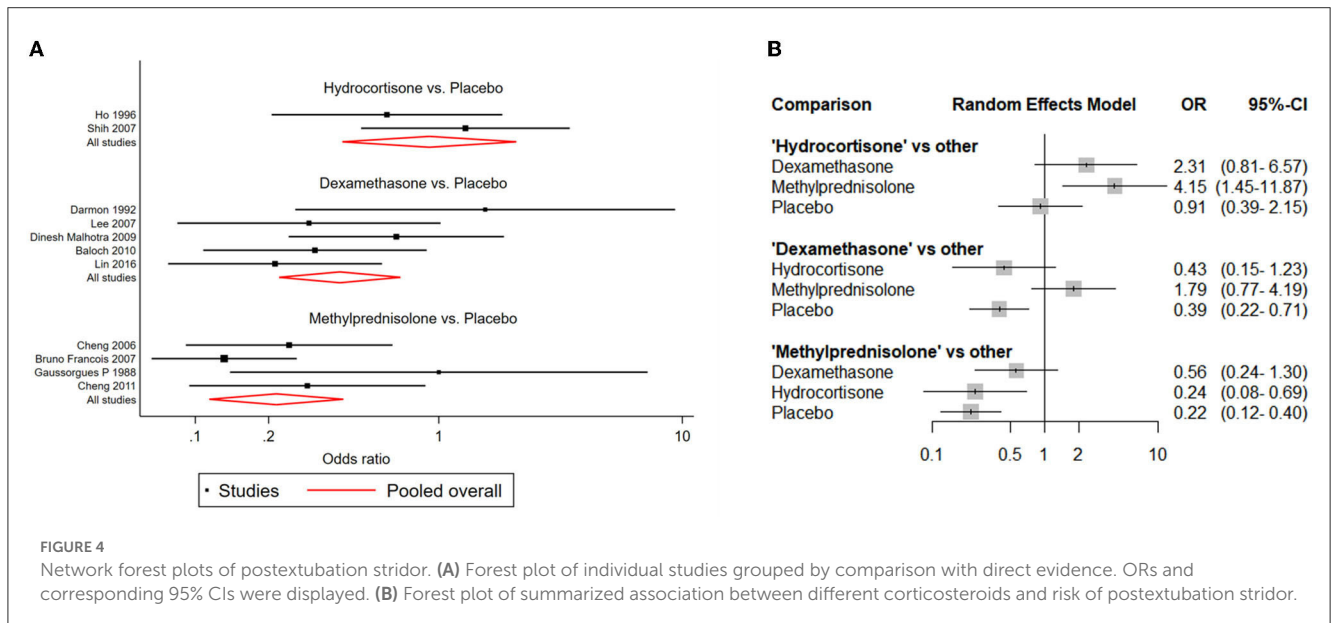 A
Hydrocortisone vs. Placebo
Ho 1996
Shih 2007
All studies
Dexamethasone vs. Placebo
Darmon 1992
Lee 2007
Dinesh Malhotra 2009
Baloch 2010
Lin 2016
All studies
Methylprednisolone vs. Placebo
Cheng 2006
Bruno Francois 2007
Gaussorgues P 1988
Cheng 2011
All studies
.1 .2 1 10
Odds ratio
Studies Pooled overall
B
Comparison Random Effects Model OR 95%-CI
'Hydrocortisone' vs other
Dexamethasone 2.31 (0.81- 6.57)
Methylprednisolone 4.15 (1.45-11.87)
Placebo 0.91 (0.39- 2.15)
'Dexamethasone' vs other
Hydrocortisone 0.43 (0.15- 1.23)
Methylprednisolone 1.79 (0.77- 4.19)
Placebo 0.39 (0.22- 0.71)
'Methylprednisolone' vs other
Dexamethasone 0.56 (0.24- 1.30)
Hydrocortisone 0.24 (0.08- 0.69)
Placebo 0.22 (0.12- 0.40)
0.1 0.5 1 2 10
FIGURE 4
Network forest plots of postextubation stridor. (A) Forest plot of individual studies grouped by comparison with direct evidence. ORs and
corresponding 95% CIs were displayed. (B) Forest plot of summarized association between different corticosteroids and risk of postextubation stridor.